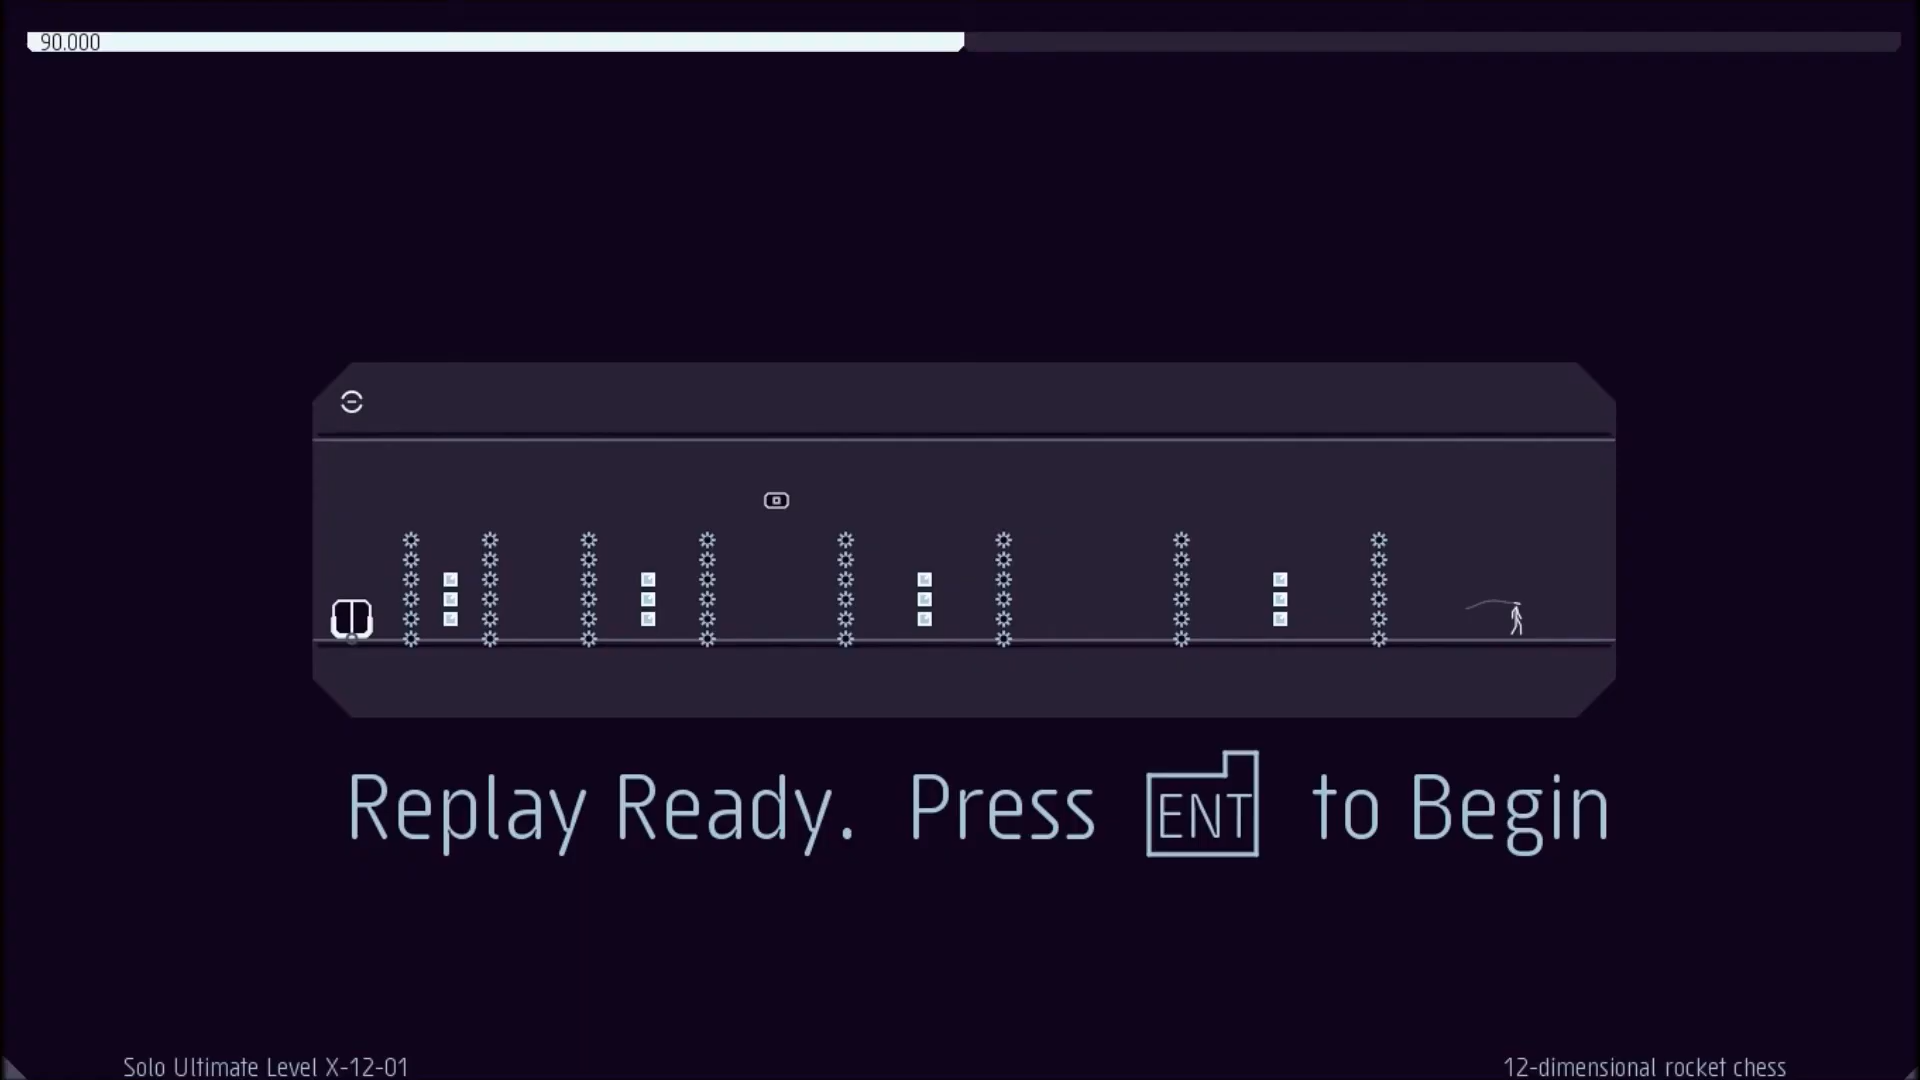 90.000
Replay Ready. Press ENT to Begin
Solo Ultimate Level X-12-01
12-dimensional rocket chess